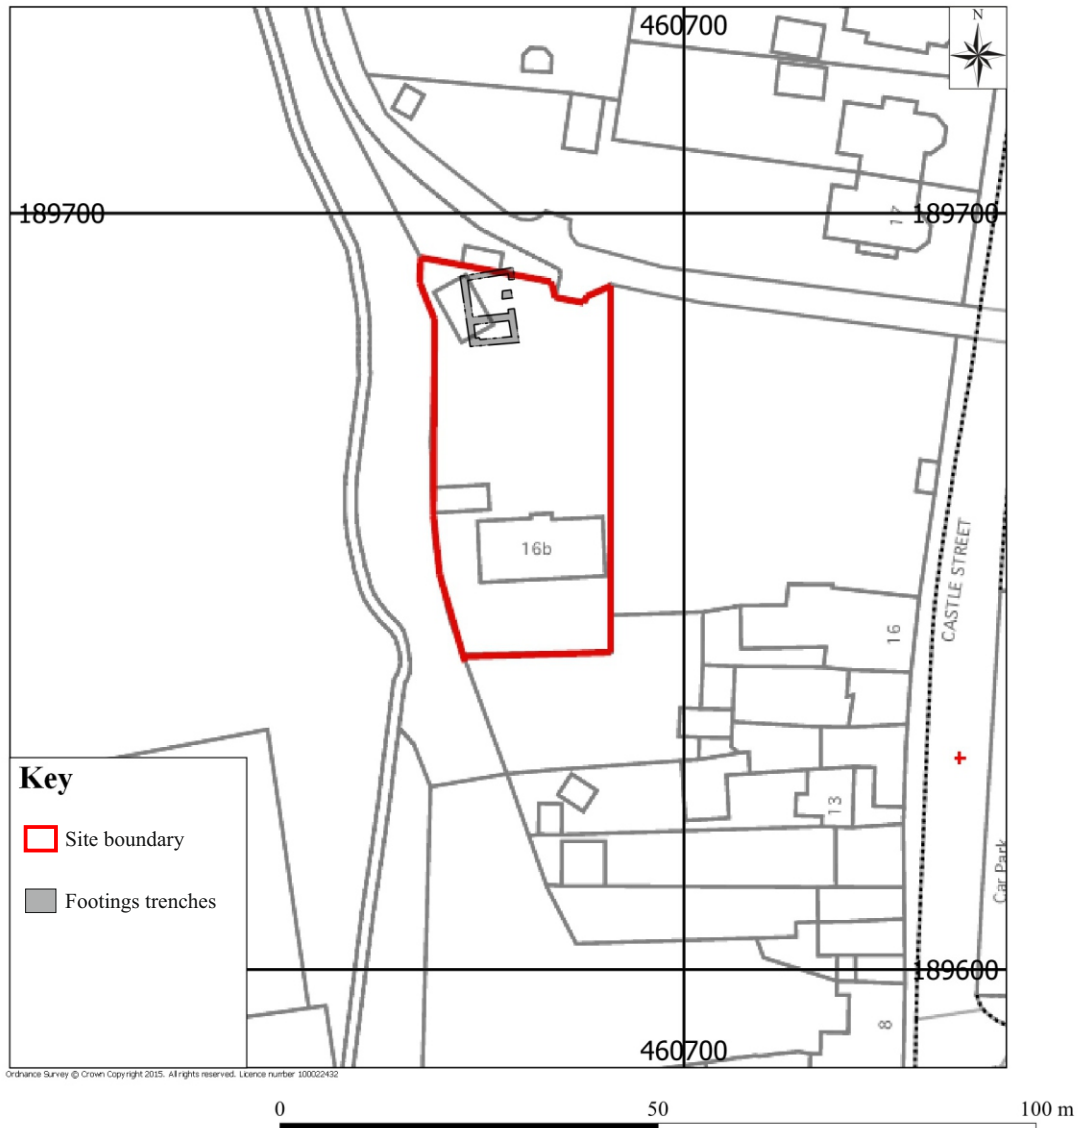 460700
N
17
189700
189700
16b
CASTLE STREET
16
Key
Site boundary
13
Footings trenches
Car Park
189600
8
460700
Ordnance Survey © Crown Copyright 2015. All rights reserved. Licence number 100022432
0
50
100 m